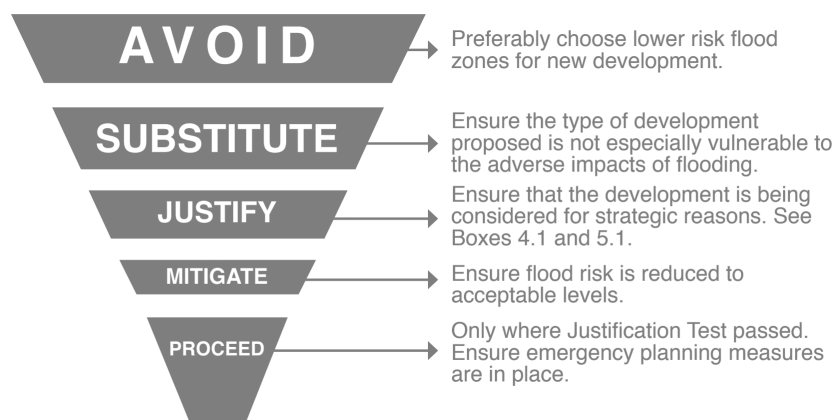 AVOID
Preferably choose lower risk flood
zones for new development.
SUBSTITUTE
Ensure the type of development
proposed is not especially vulnerable to
the adverse impacts of flooding.
JUSTIFY
Ensure that the development is being
considered for strategic reasons. See
Boxes 4.1 and 5.1.
MITIGATE
Ensure flood risk is reduced to
acceptable levels.
PROCEED
Only where Justification Test passed.
Ensure emergency planning measures
are in place.